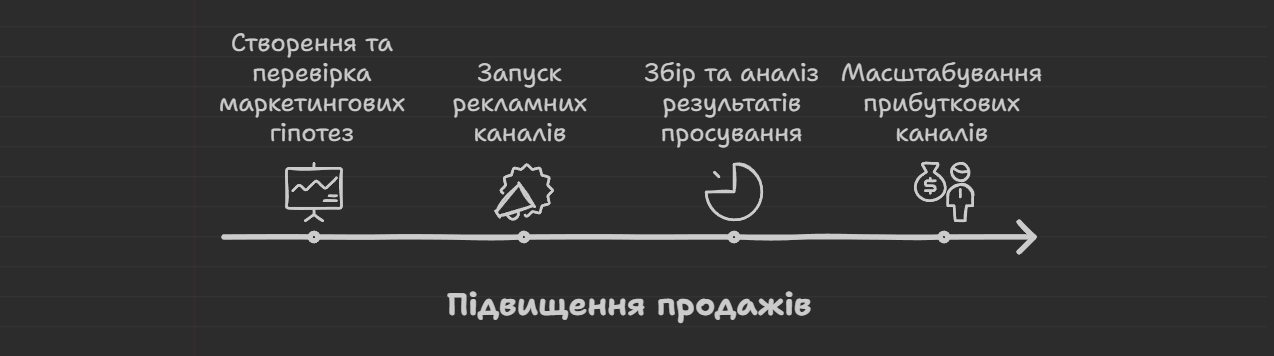 Створення та
перевірка
маркетингових
гіпотез
Запуск
рекламних
каналів
Збір та аналіз
результатів
просування
Масштабування
прибуткових
каналів
$
Підвищення продажів